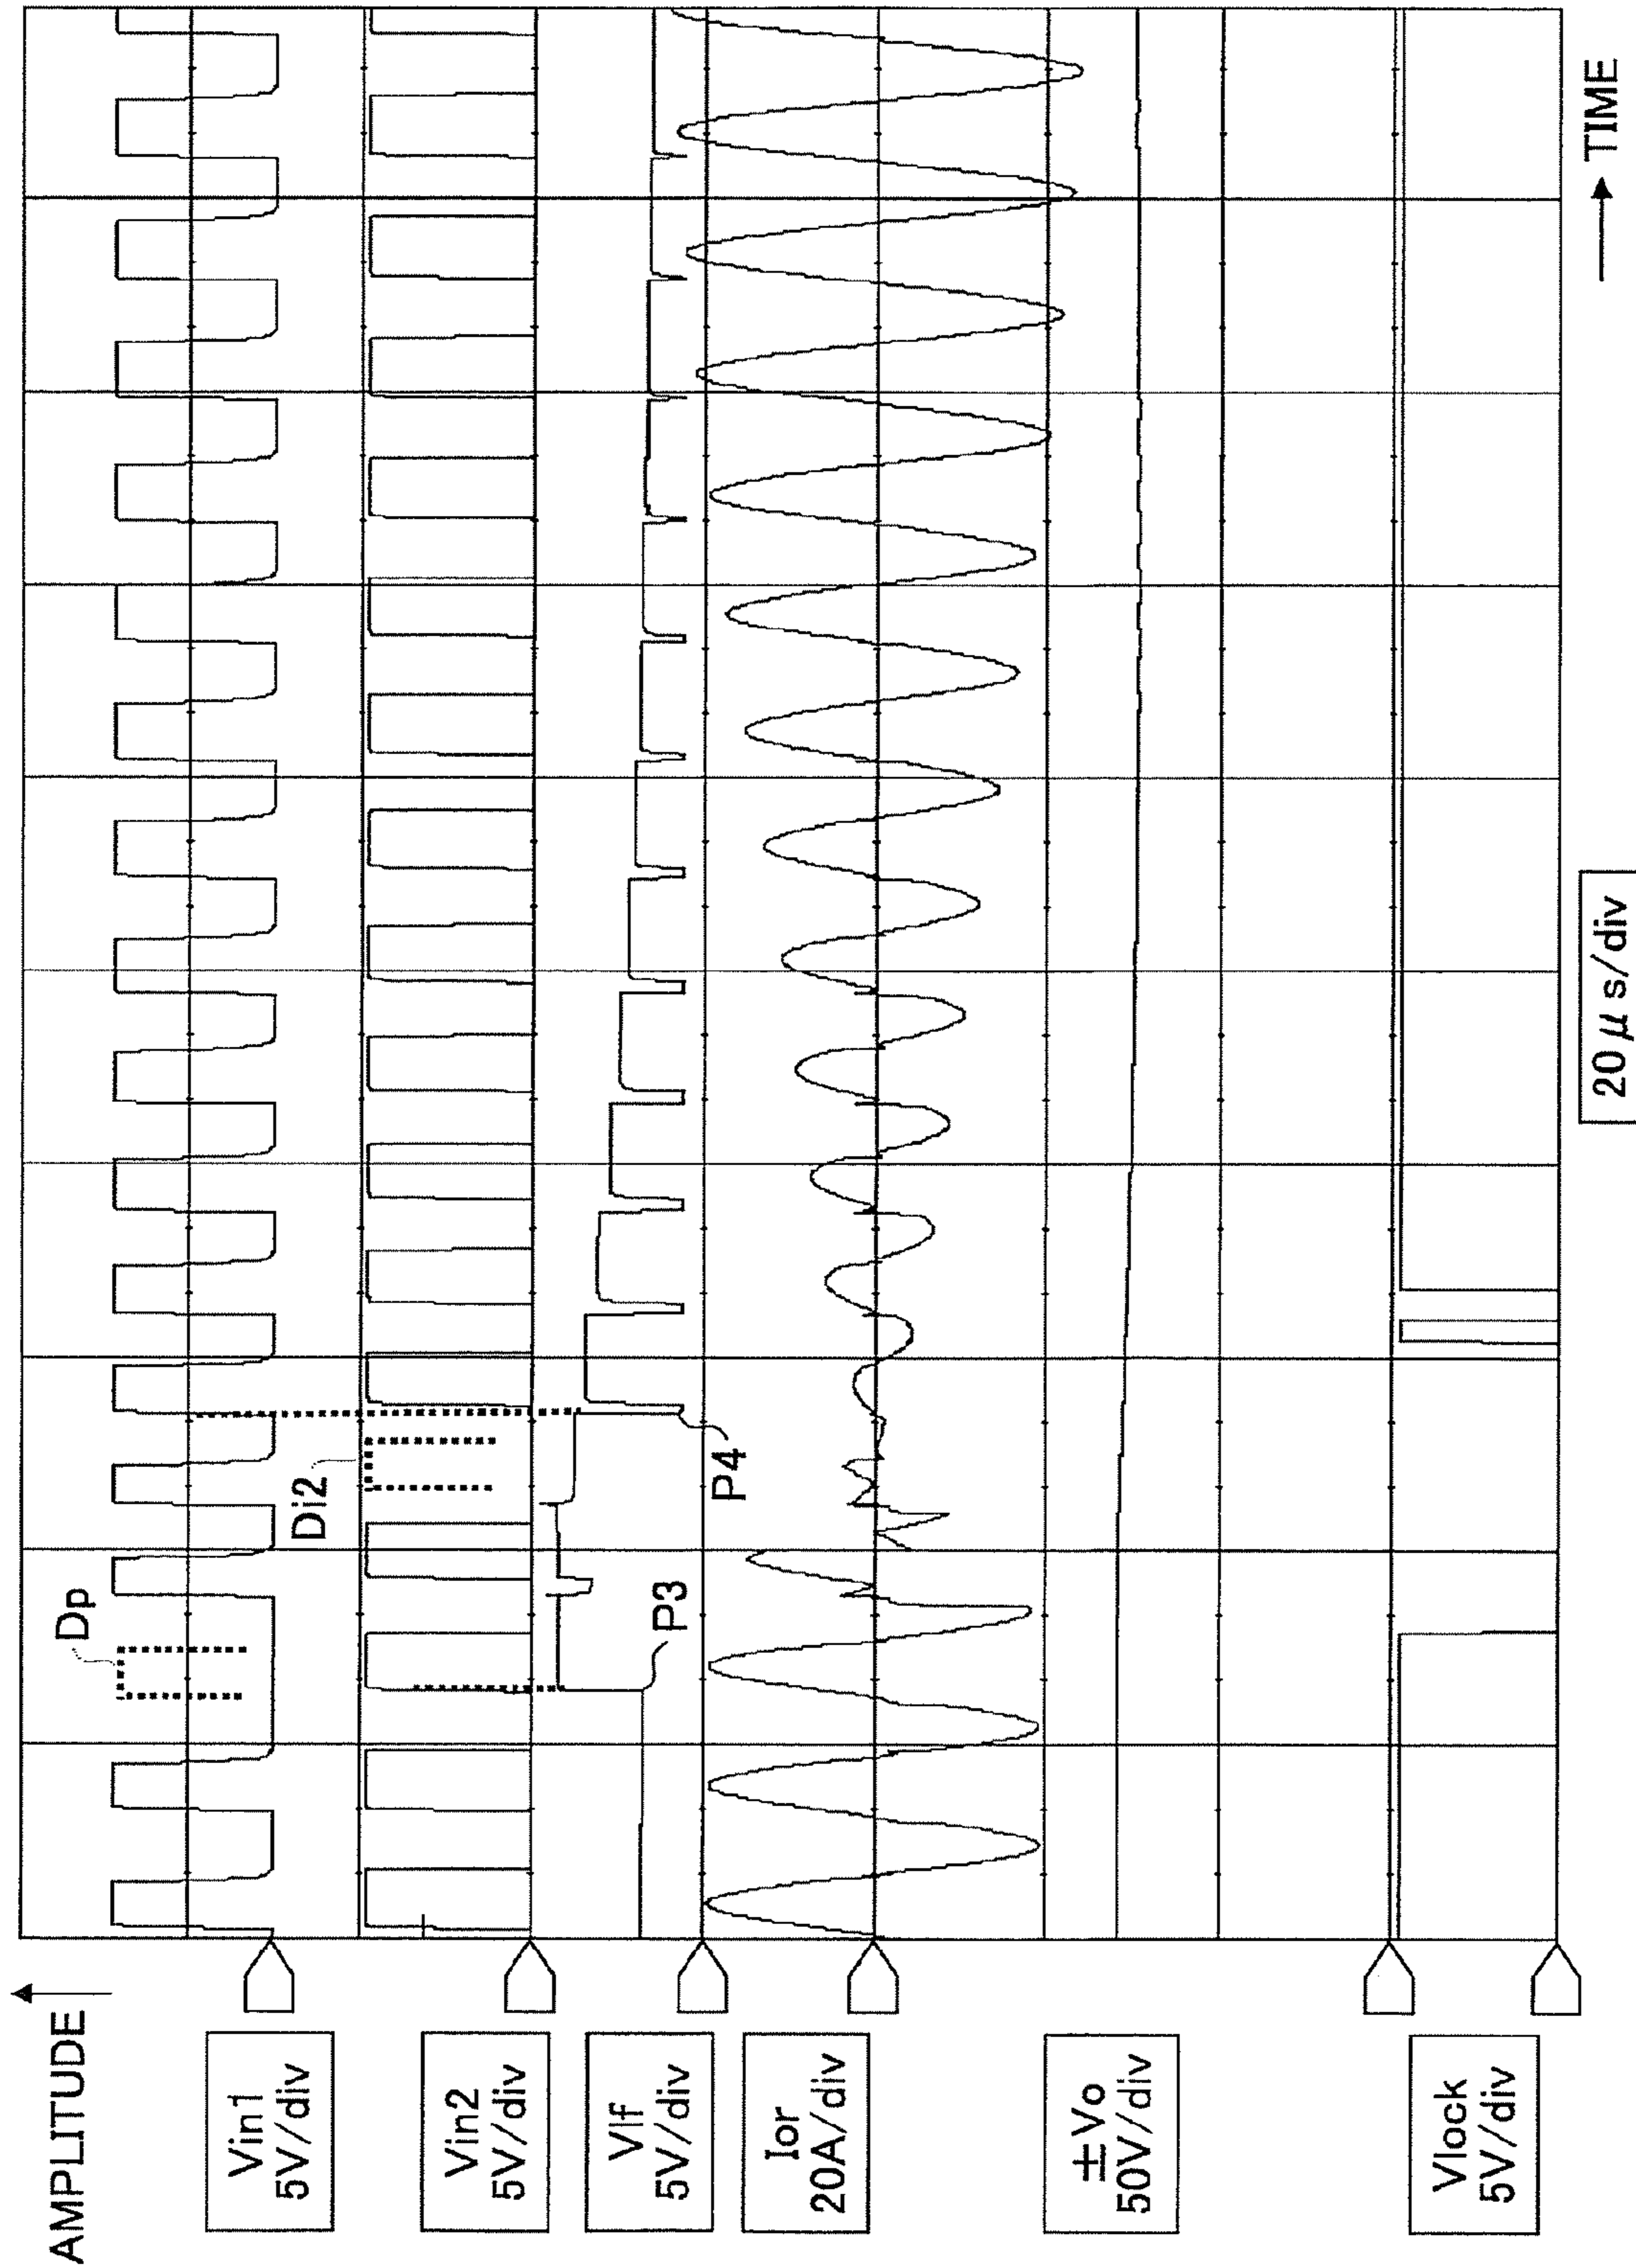 AMPLITUDE
Vin1
5V/div
Vin2
5V/div
Vlf
5V/div
Ior
20A/div
±Vo
50V/div
Vlock
5V/div
Dp
Di2
P3
P4
20μs/div
TIME